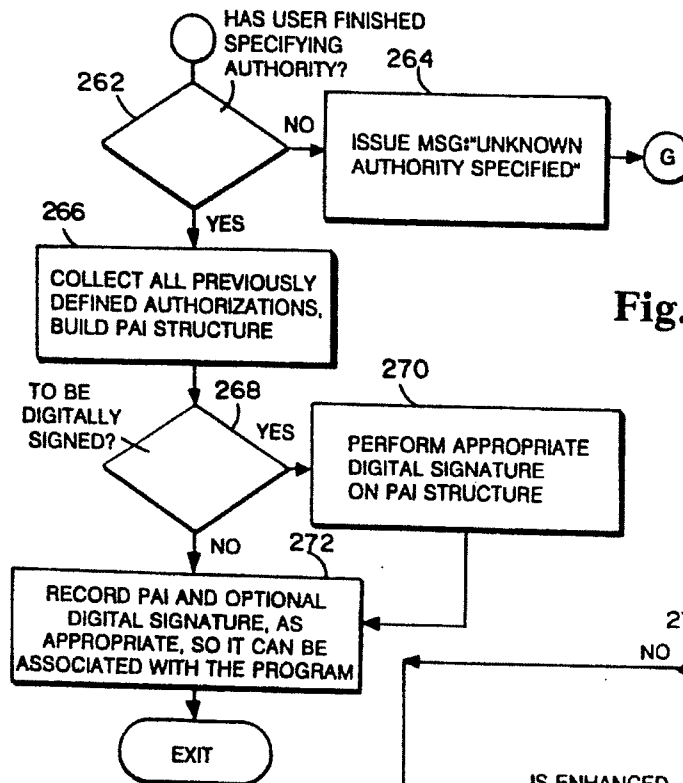 HAS USER FINISHED
SPECIFYING
AUTHORITY?
262
264
NO
ISSUE MSG:"UNKNOWN
AUTHORITY SPECIFIED"
G
YES
266
COLLECT ALL PREVIOUSLY
DEFINED AUTHORIZATIONS,
BUILD PAI STRUCTURE
Fig.
TO BE
DIGITALLY
SIGNED?
268
YES
270
PERFORM APPROPRIATE
DIGITAL SIGNATURE
ON PAI STRUCTURE
NO
272
RECORD PAI AND OPTIONAL
DIGITAL SIGNATURE, AS
APPROPRIATE, SO IT CAN BE
ASSOCIATED WITH THE PROGRAM
EXIT
NO
IS ENHANCED